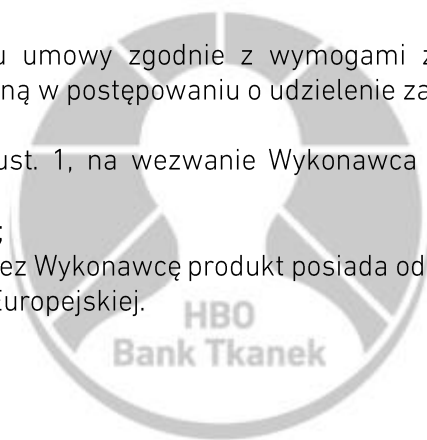 u umowy zgodnie z wymogami z
ną w postępowaniu o udzielenie za
ust. 1, na wezwanie Wykonawca
;
ez Wykonawcę produkt posiada od
Europejskiej.
HBO
Bank Tkanek